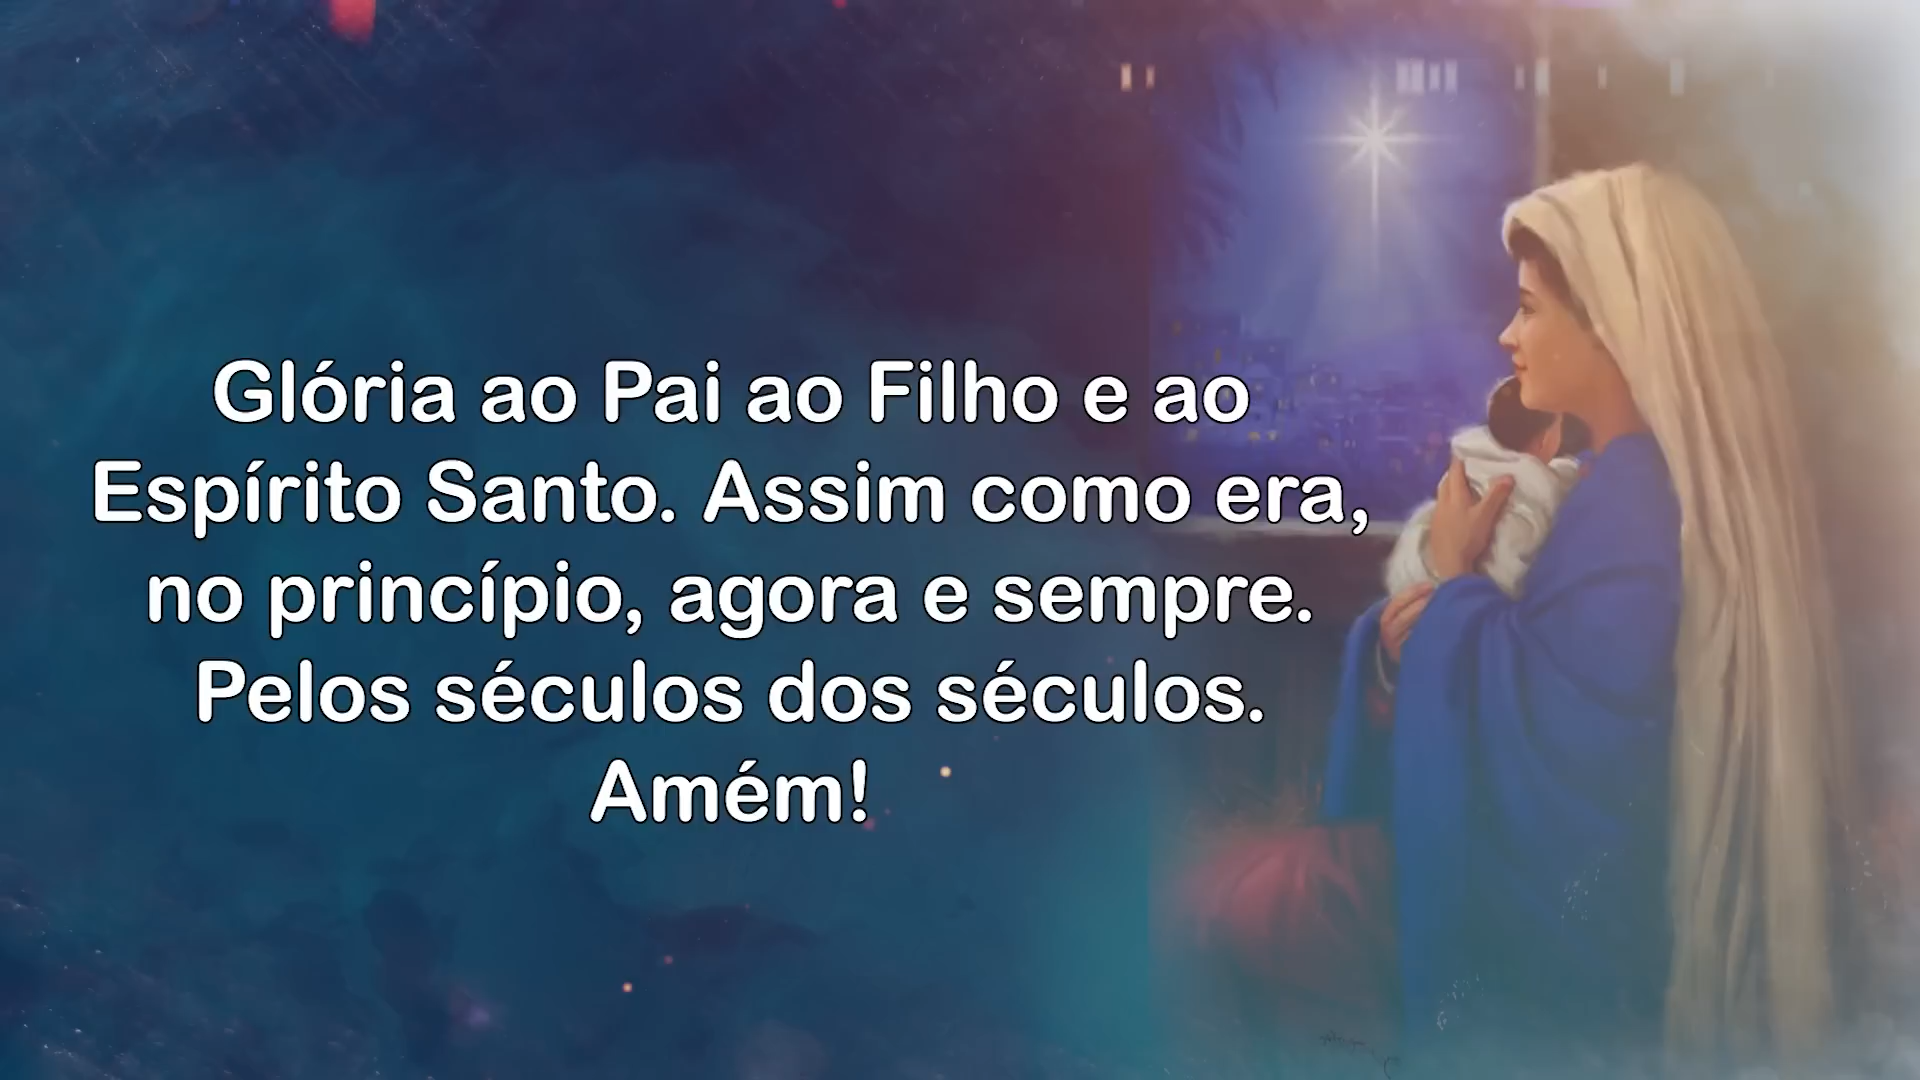 Glória ao Pai ao Filho e ao
Espírito Santo. Assim como era,
no princípio, agora e sempre.
Pelos séculos dos séculos.
Amém!